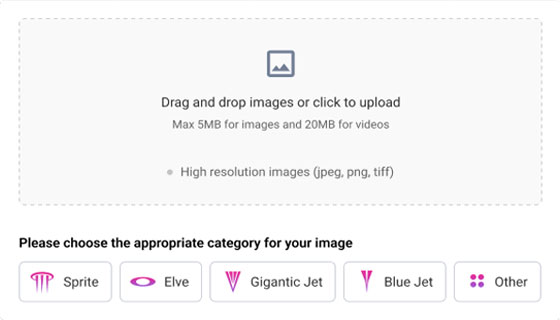 Drag and drop images or click to upload
Max 5MB for images and 20MB for videos
High resolution images (jpeg, png, tiff)
Please choose the appropriate category for your image
Sprite Elve Gigantic Jet Blue Jet Other